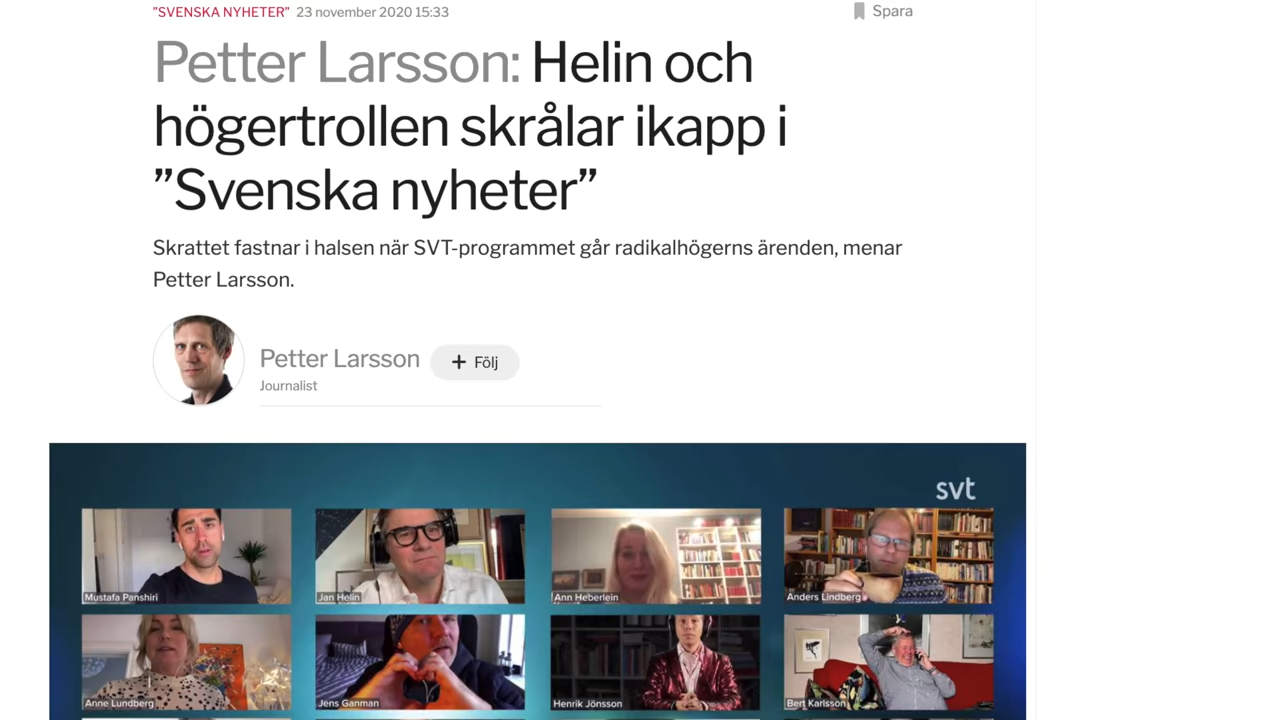 ”SVENSKA NYHETER” 23 november 2020 15:33
Spara
Petter Larsson: Helin och
högertrollen skrålar ikapp i
”Svenska nyheter”
Skrattet fastnar i halsen när SVT-programmet går radikalhögerns ärenden, menar
Petter Larsson.
Petter Larsson
+ Följ
Journalist
svt
Mustafa Panshiri
Jan Helin
Ann Heberlein
Anders Lindberg
Anne Lundberg
Jens Ganman
Henrik Jönsson
Bert Karlsson